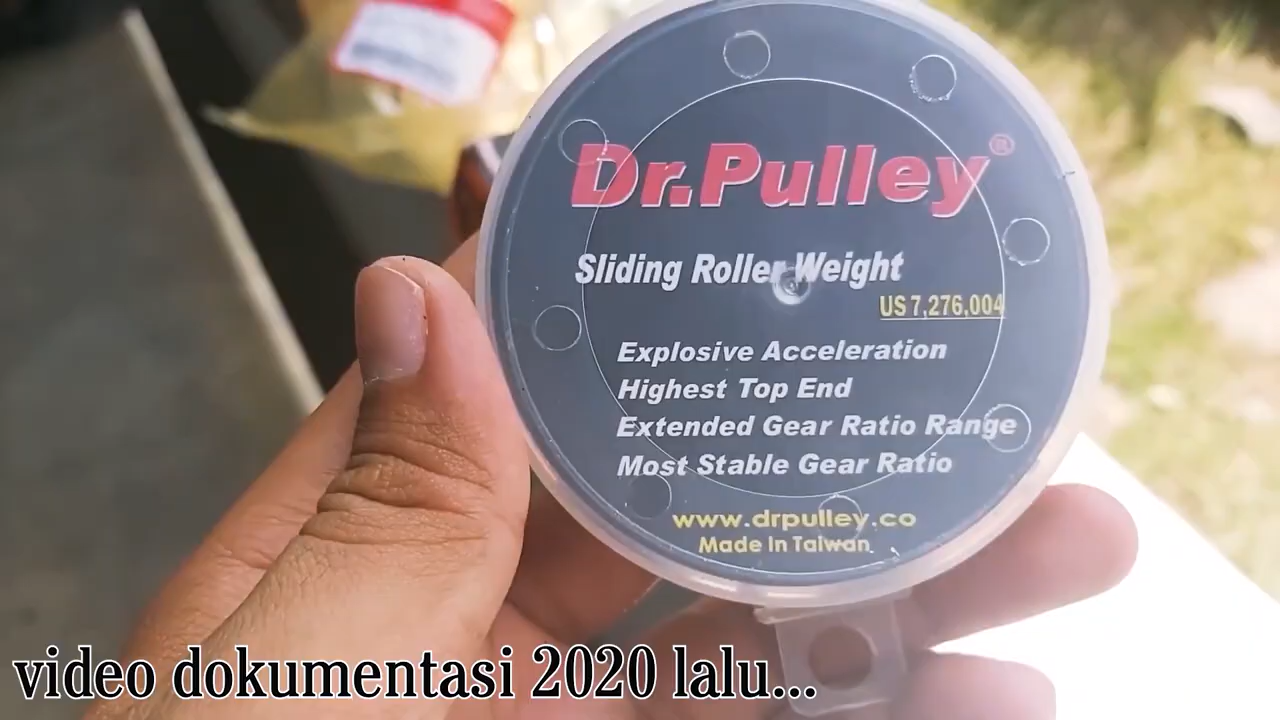 Dr.Pulley®
Sliding Roller Weight
US 7,276,004
Explosive Acceleration
Highest Top End
Extended Gear Ratio Range
Most Stable Gear Ratio
www.drpulley.co
Made In Taiwan
video dokumentasi 2020 lalu...